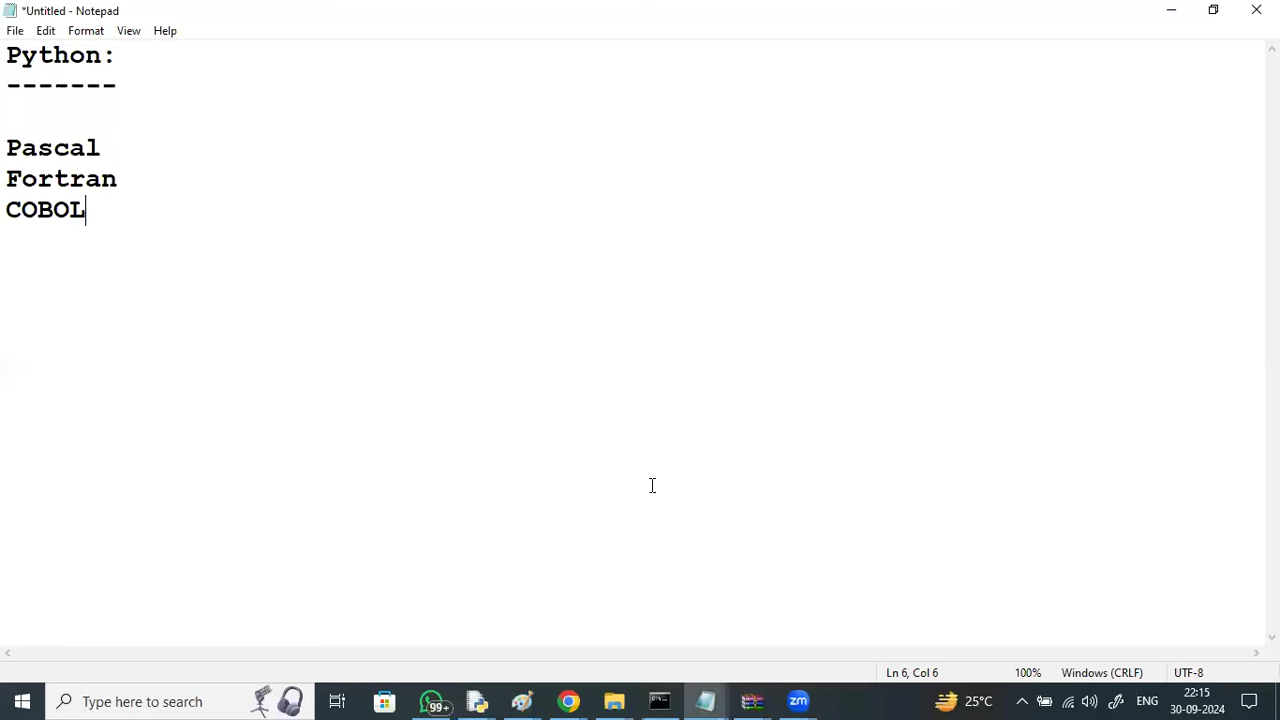 *Untitled - Notepad
File Edit Format View Help
Python:
-------
Pascal
Fortran
COBOL
Ln 6, Col 6 100% Windows (CRLF) UTF-8
Type here to search 99+ zm 25°C ENG 22:15
30-09-2024